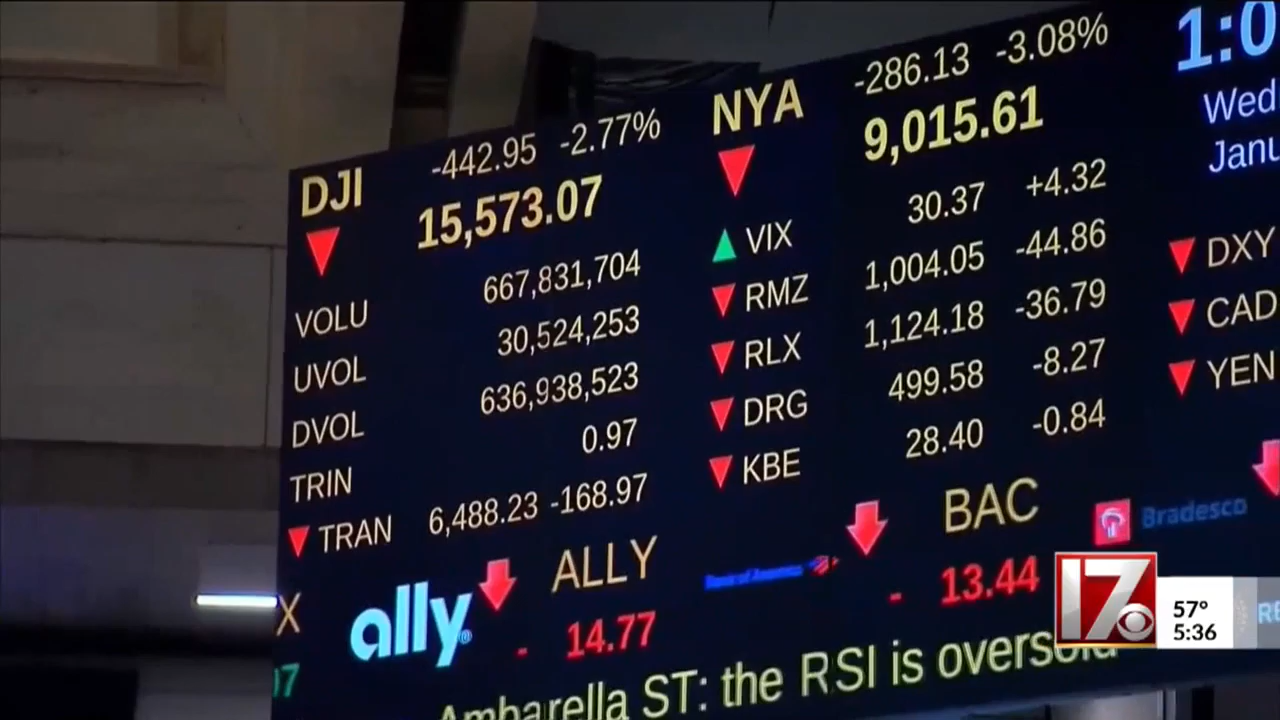 DJI -442.95 -2.77%
15,573.07
VOLU 667,831,704
UVOL 30,524,253
DVOL 636,938,523
TRIN 0.97
TRAN 6,488.23 -168.97
NYA -286.13 -3.08%
9,015.61
VIX 30.37 +4.32
RMZ 1,004.05 -44.86
RLX 1,124.18 -36.79
DRG 499.58 -8.27
KBE 28.40 -0.84
1:0
Wed
Janu
DXY
CAD
YEN
X
07
ally
ALLY
- 14.77
Bank of America
BAC
- 13.44
Bradesco
Ambarella ST: the RSI is oversold
17
57°
5:36